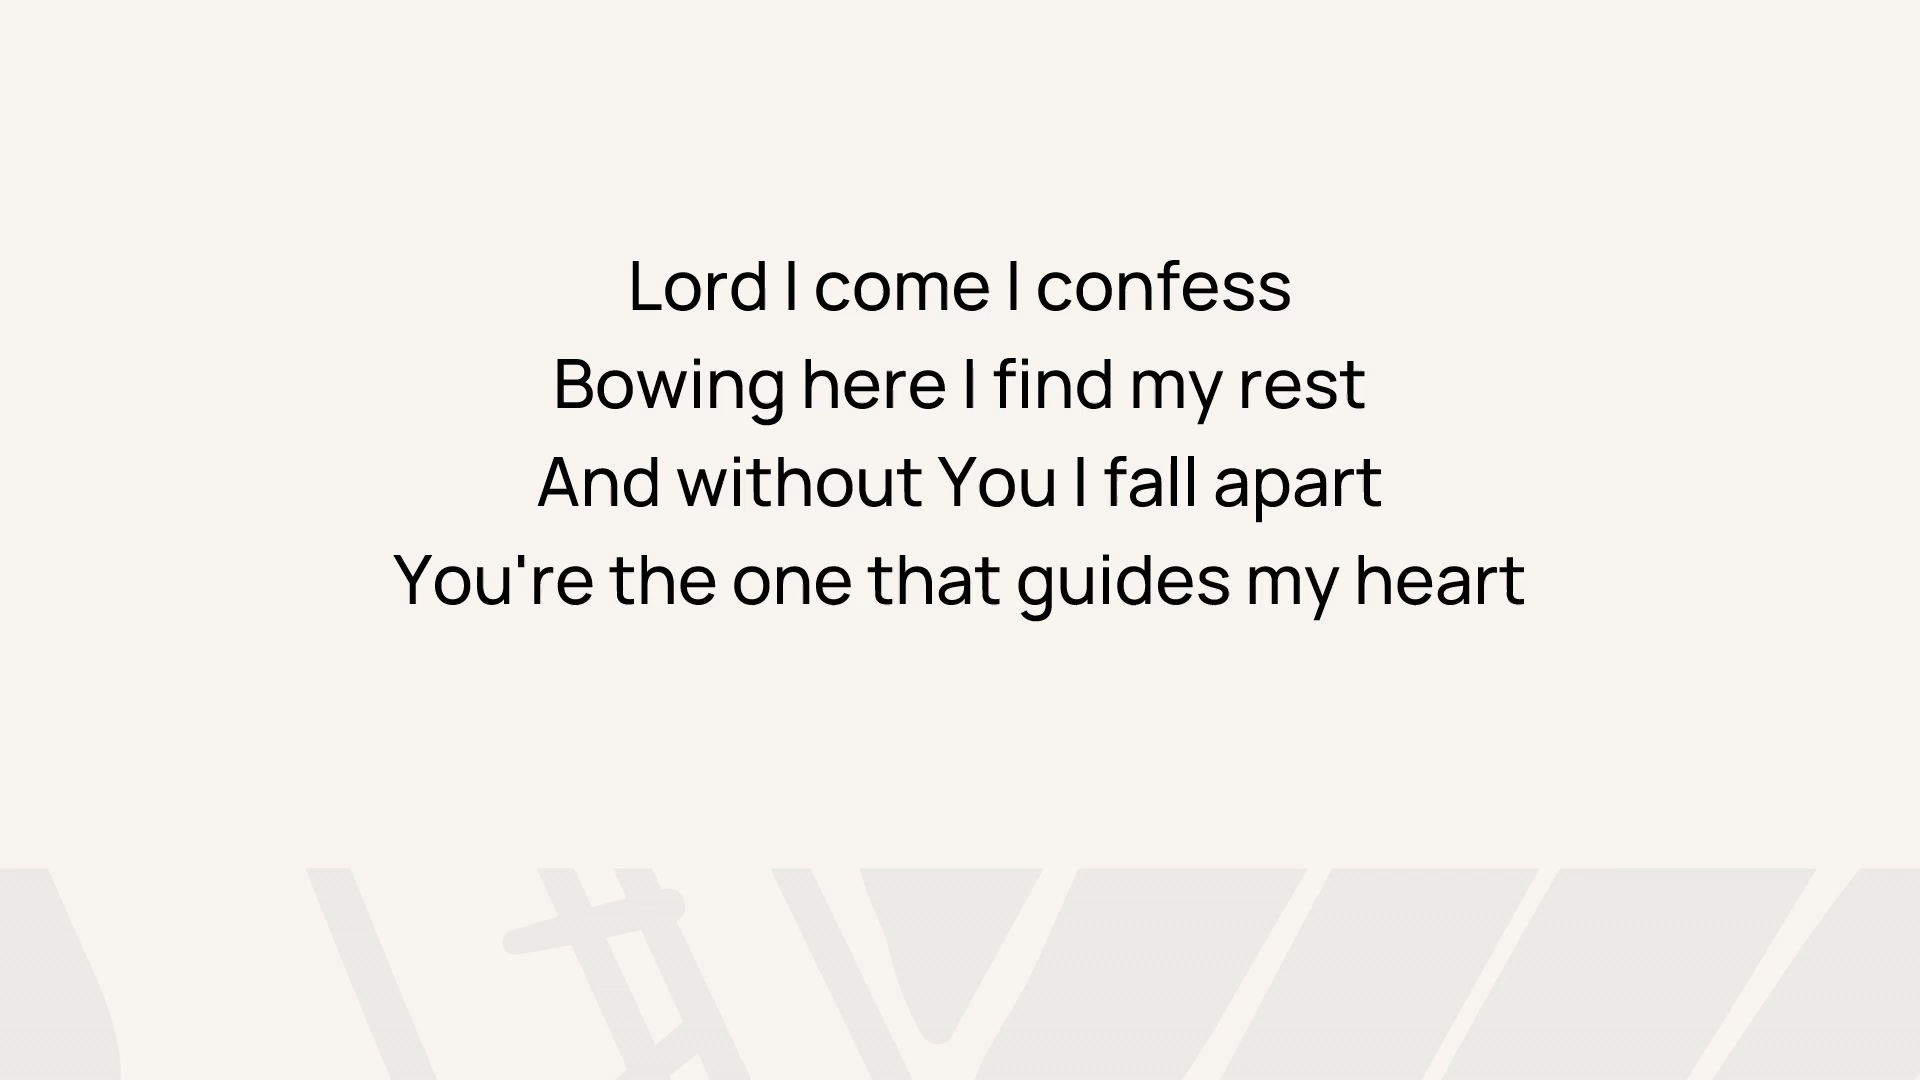 Lord I come I confess
Bowing here I find my rest
And without You I fall apart
You're the one that guides my heart